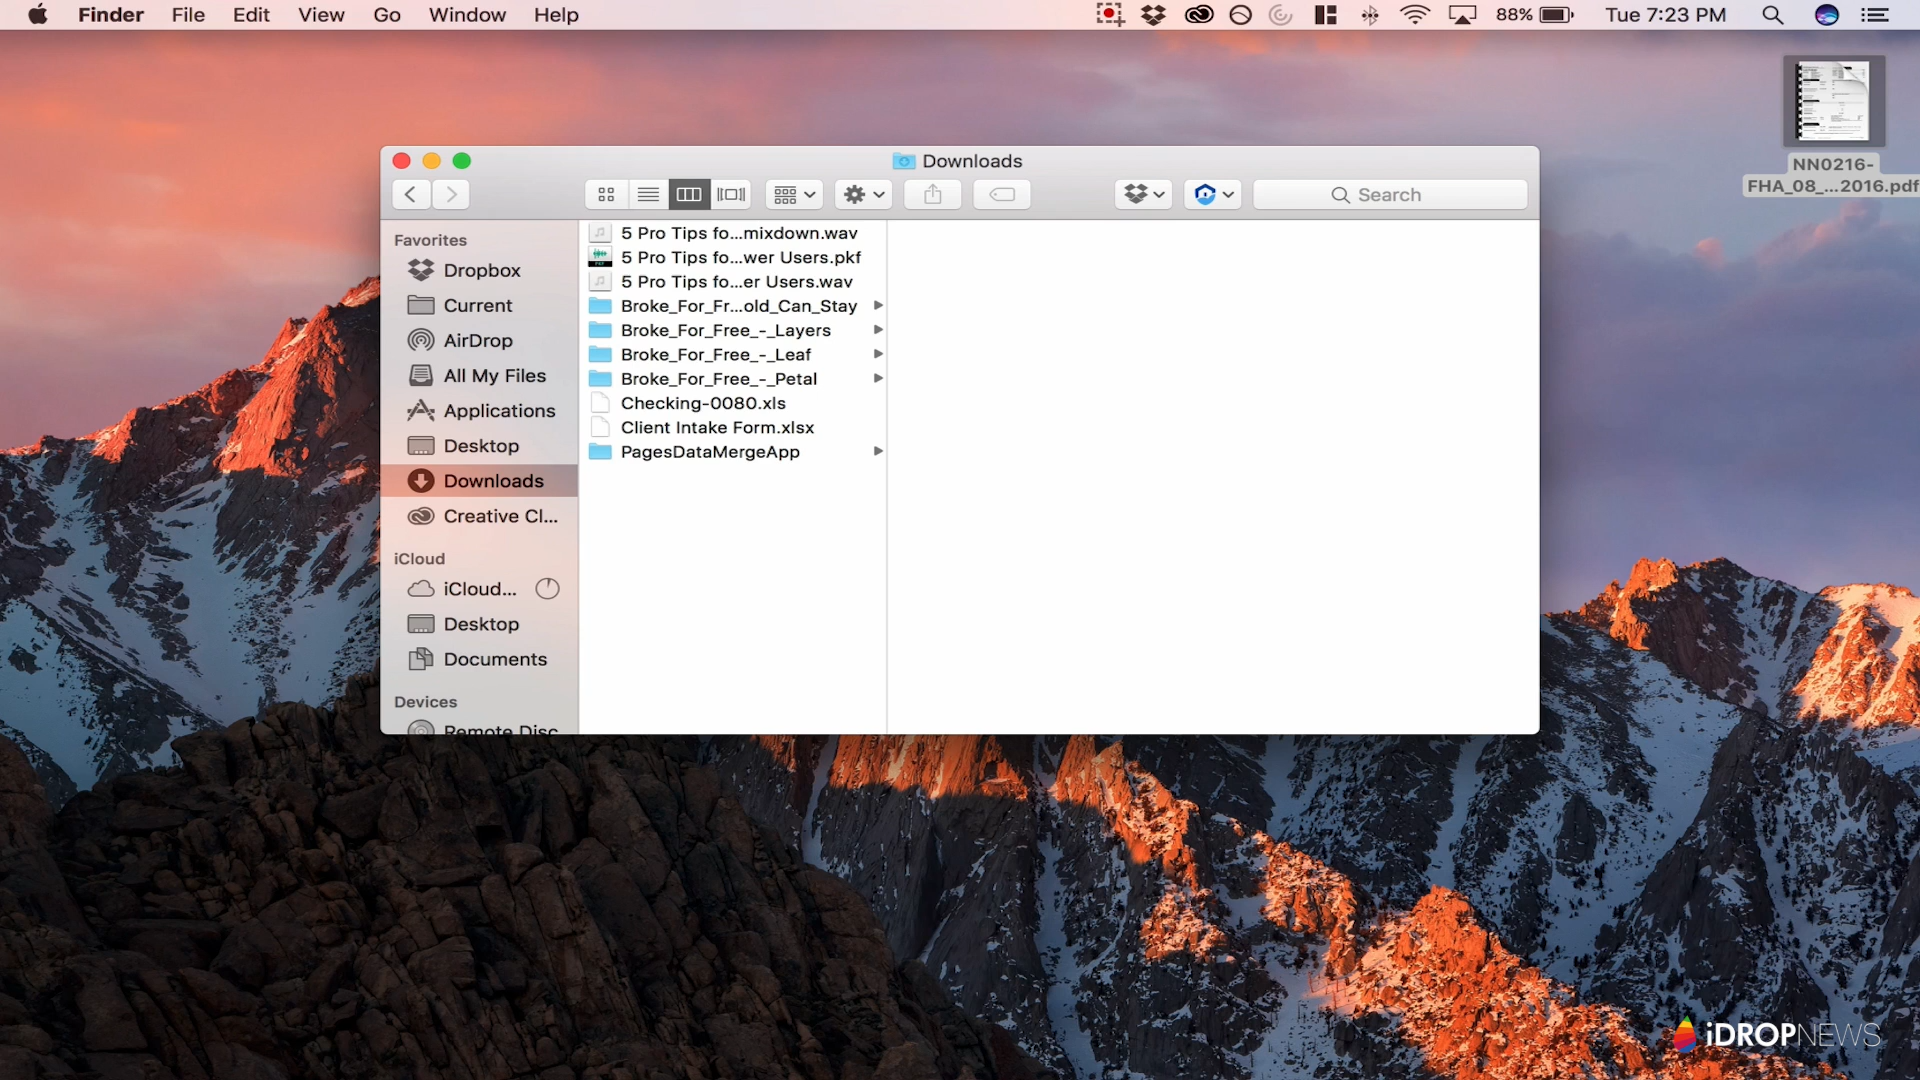 Finder File Edit View Go Window Help 88% Tue 7:23 PM
NN0216-
FHA_08_...2016.pdf
Downloads
Search
Favorites
Dropbox
Current
AirDrop
All My Files
Applications
Desktop
Downloads
Creative Cl...
iCloud
iCloud...
Desktop
Documents
Devices
Remote Disc
5 Pro Tips fo...mixdown.wav
5 Pro Tips fo...wer Users.pkf
5 Pro Tips fo...er Users.wav
Broke_For_Fr...old_Can_Stay
Broke_For_Free_-_Layers
Broke_For_Free_-_Leaf
Broke_For_Free_-_Petal
Checking-0080.xls
Client Intake Form.xlsx
PagesDataMergeApp
iDROPNEWS